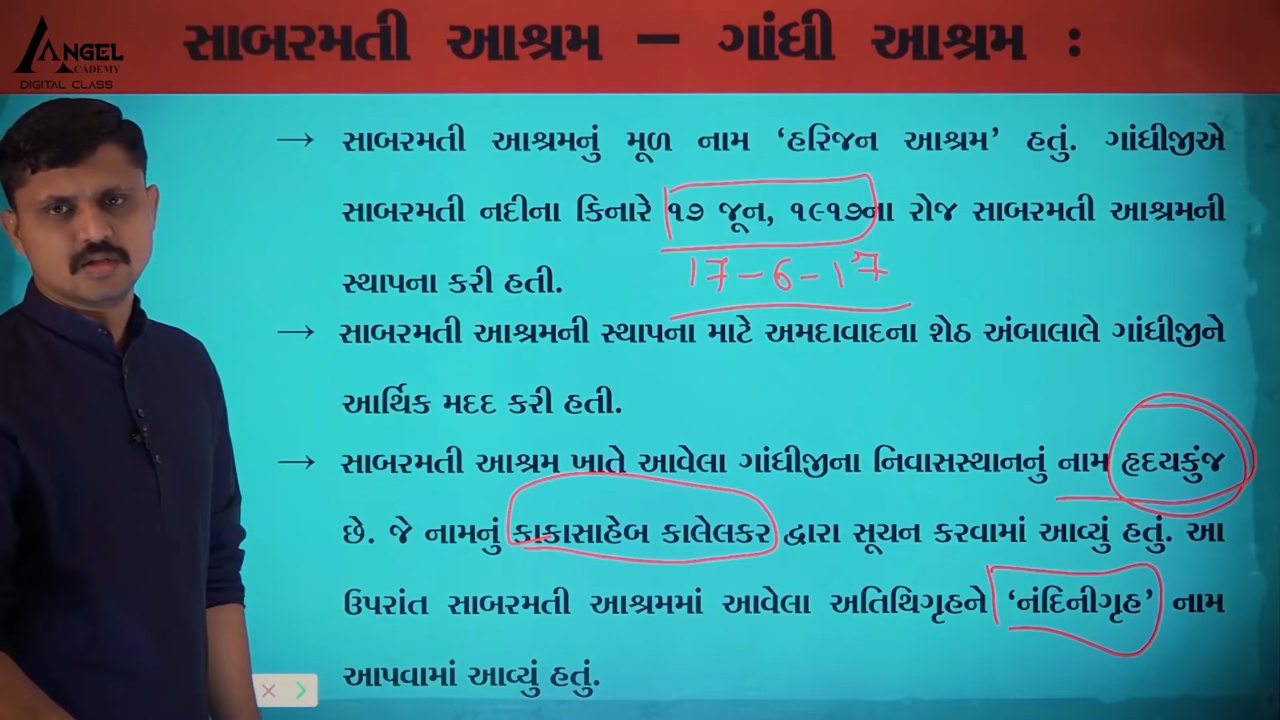 ANGEL
ACADEMY
DIGITAL CLASS
સાબરમતી આશ્રમ – ગાંધી આશ્રમ :
→ સાબરમતી આશ્રમનું મૂળ નામ ‘હરિજન આશ્રમ’ હતું. ગાંધીજીએ
સાબરમતી નદીના કિનારે ૧૭ જૂન, ૧૯૧૭ના રોજ સાબરમતી આશ્રમની
સ્થાપના કરી હતી.
17-6-17
→ સાબરમતી આશ્રમની સ્થાપના માટે અમદાવાદના શેઠ અંબાલાલે ગાંધીજીને
આર્થિક મદદ કરી હતી.
→ સાબરમતી આશ્રમ ખાતે આવેલા ગાંધીજીના નિવાસસ્થાનનું નામ હૃદયકુંજ
છે. જે નામનું કાકાસાહેબ કાલેલકર દ્વારા સૂચન કરવામાં આવ્યું હતું. આ
ઉપરાંત સાબરમતી આશ્રમમાં આવેલા અતિથિગૃહને ‘નંદિનીગૃહ’ નામ
આપવામાં આવ્યું હતું.